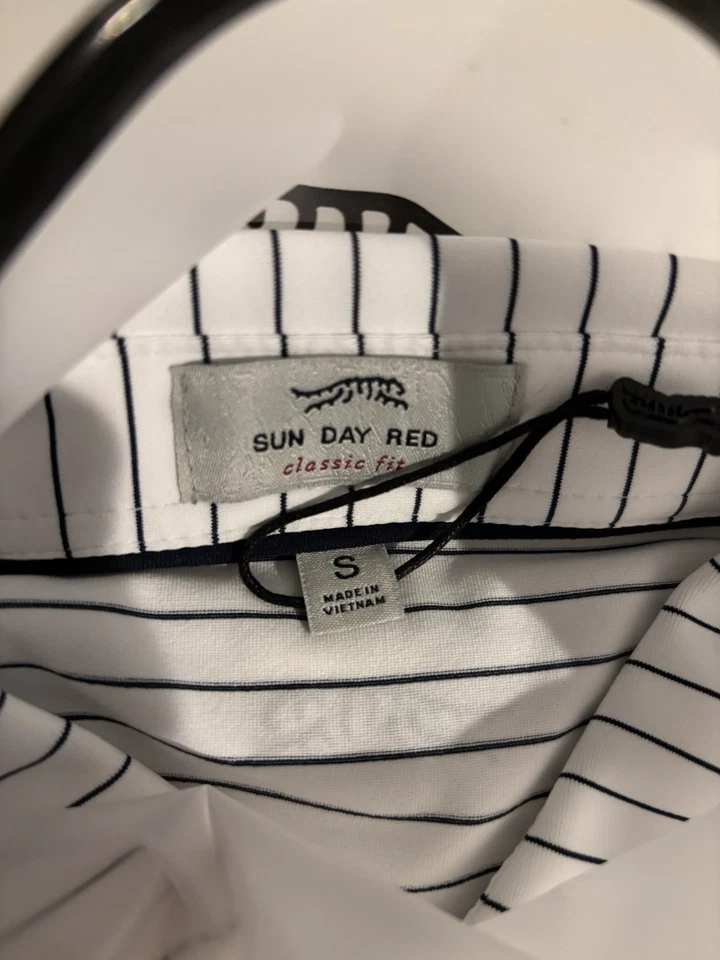 SUN DAY RED
classic fit
S
MADE IN
VIETNAM